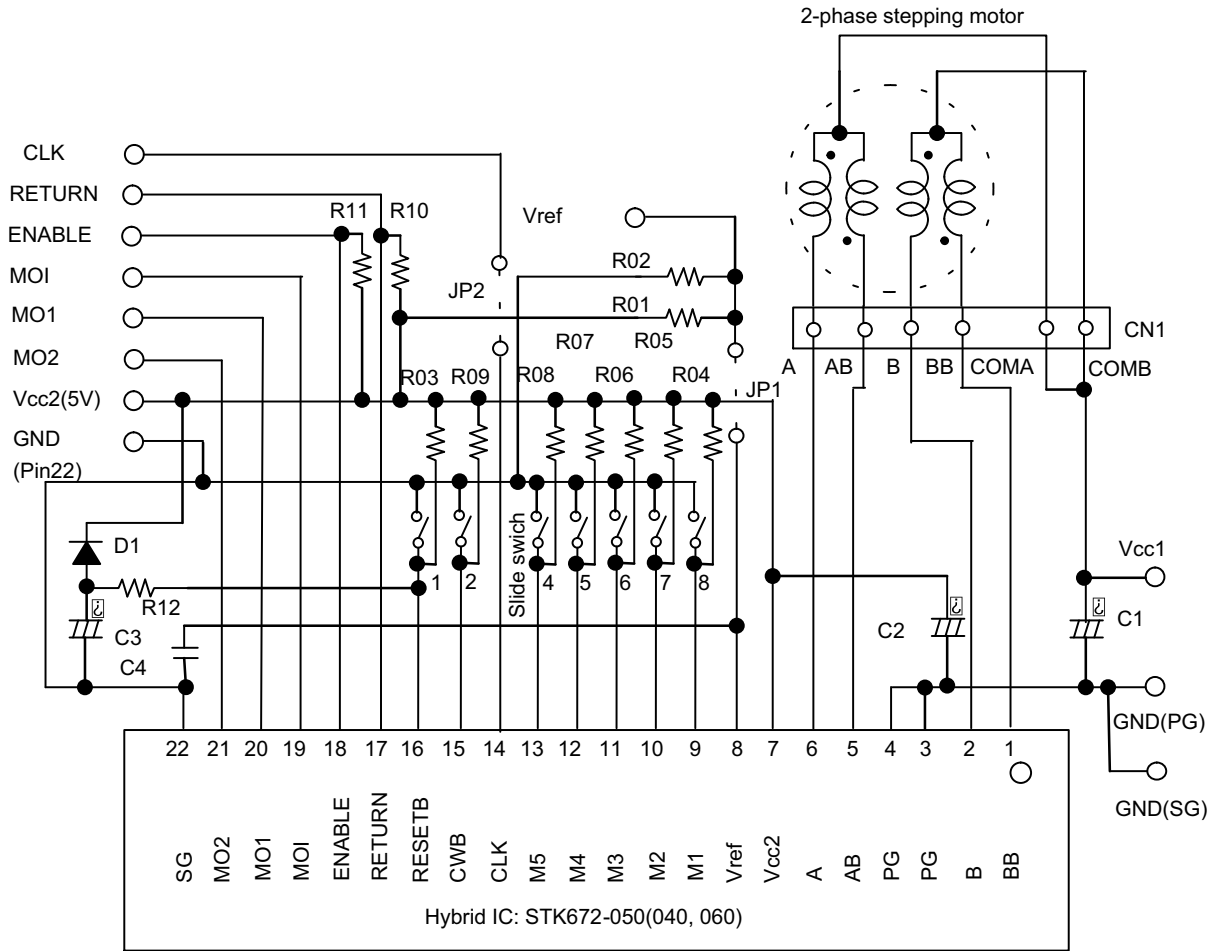 2-phase stepping motor
CLK
RETURN
R11
R10
Vref
ENABLE
MOI
R02
JP2
MO1
R01
CN1
R07
R05
MO2
A
AB
B
BB
COMA
COMB
R03
R09
R08
R06
R04
JP1
Vcc2(5V)
GND
(Pin22)
Slide swich
D1
Vcc1
1
2
4
5
6
7
8
R12
C3
C2
C1
C4
GND(PG)
22
21
20
19
18
17
16
15
14
13
12
11
10
9
8
7
6
5
4
3
2
1
GND(SG)
SG
MO2
MO1
MOI
ENABLE
RETURN
RESETB
CWB
CLK
M5
M4
M3
M2
M1
Vref
Vcc2
A
AB
PG
PG
B
BB
Hybrid IC: STK672-050(040, 060)